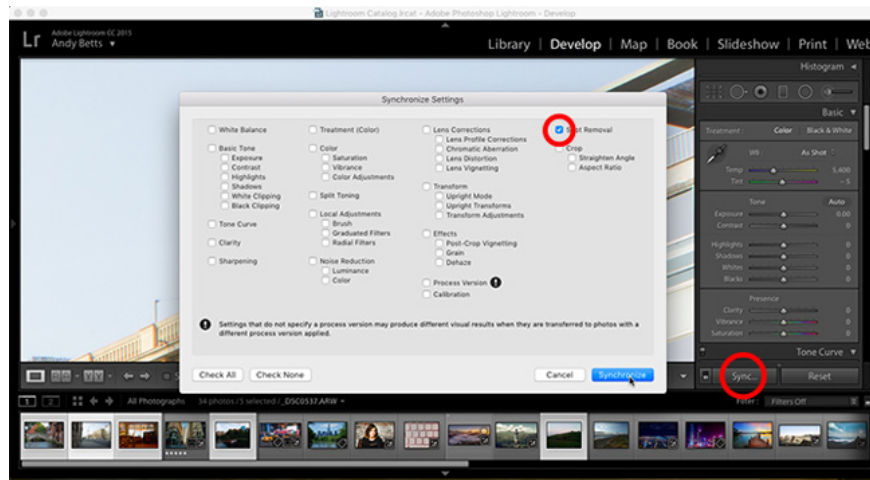 Lightroom Catalog.lrcat - Adobe Photoshop Lightroom - Develop
Lr
Adobe Lightroom CC 2015
Andy Betts
Library | Develop | Map | Book | Slideshow | Print | Web
Histogram
Basic
Treatment: Color Black & White
WB: As Shot
Temp 5,400
Tint - 5
Tone Auto
Exposure 0.00
Contrast 0
Highlights 0
Shadows 0
Whites 0
Blacks 0
Presence
Clarity 0
Vibrance 0
Saturation 0
Tone Curve
Sync...
Reset
Synchronize Settings
White Balance
Basic Tone
Exposure
Contrast
Highlights
Shadows
White Clipping
Black Clipping
Tone Curve
Clarity
Sharpening
Treatment (Color)
Color
Saturation
Vibrance
Color Adjustments
Split Toning
Local Adjustments
Brush
Graduated Filters
Radial Filters
Noise Reduction
Luminance
Color
Lens Corrections
Lens Profile Corrections
Chromatic Aberration
Lens Distortion
Lens Vignetting
Transform
Upright Mode
Upright Transforms
Transform Adjustments
Effects
Post-Crop Vignetting
Grain
Dehaze
Process Version
Calibration
Spot Removal
Crop
Straighten Angle
Aspect Ratio
Settings that do not specify a process version may produce different visual results when they are transferred to photos with a
different process version applied.
Check All
Check None
Cancel
Synchronize
1 2
All Photographs 34 photos /5 selected /_DSC0537.ARW
Filter: Filters Off